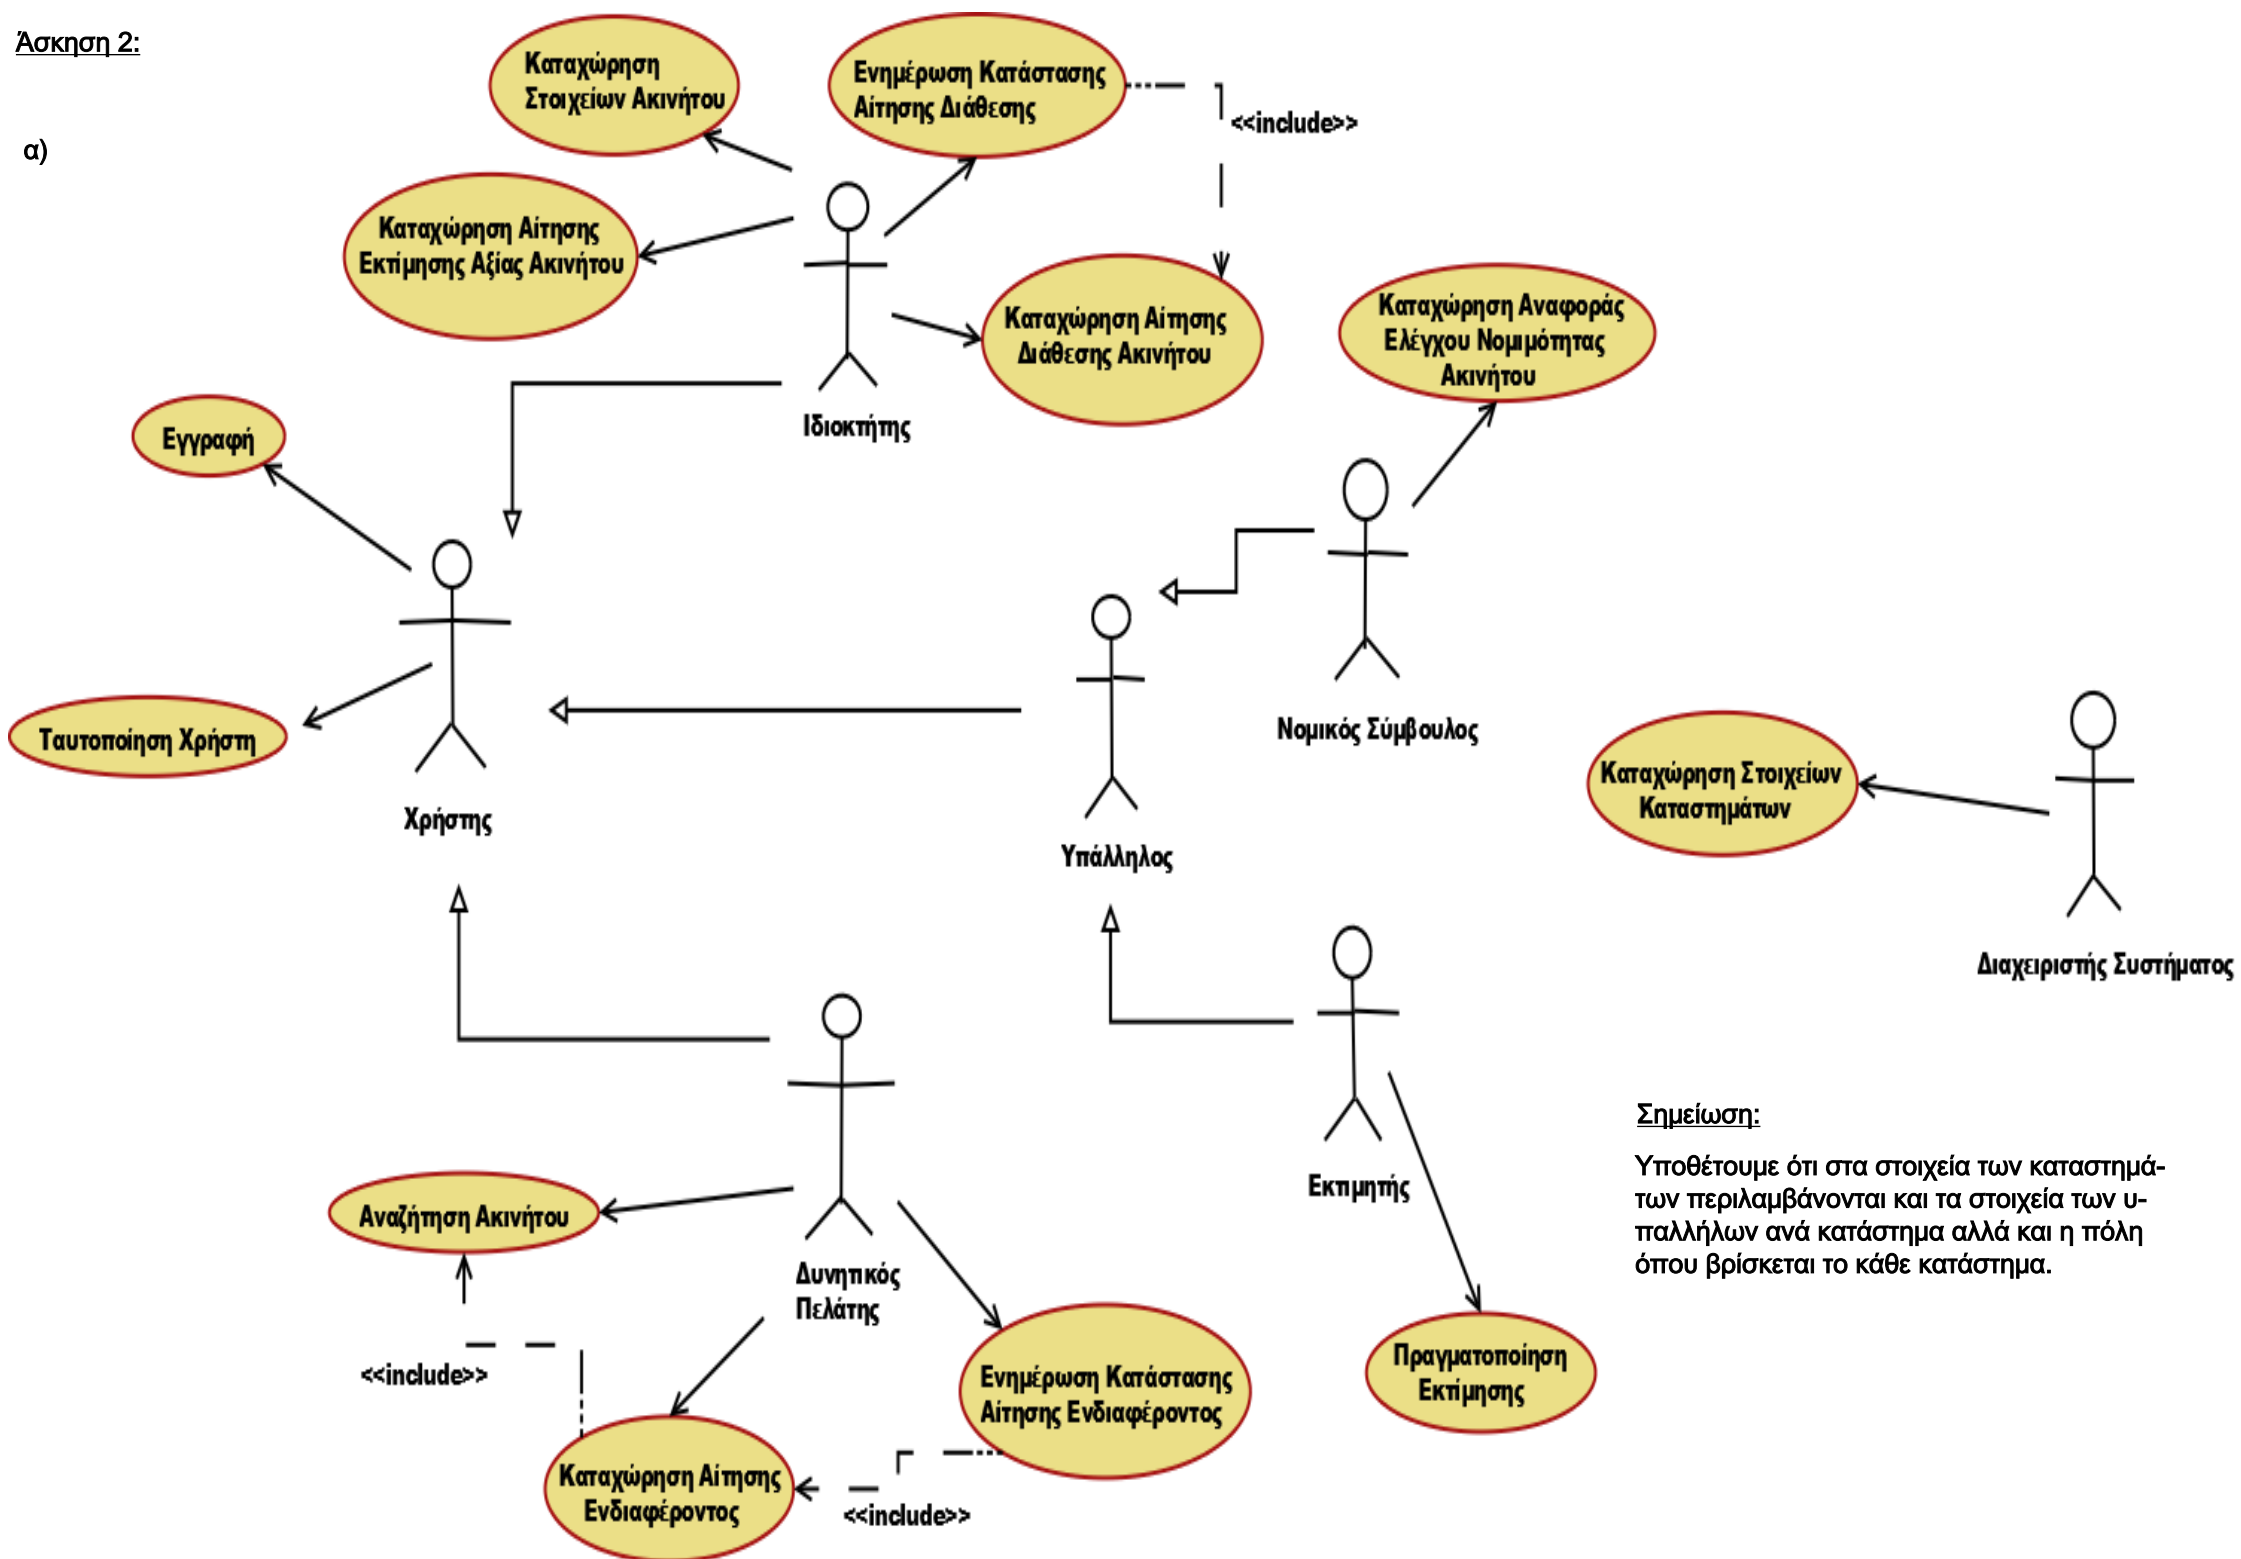 Άσκηση 2:
α)
Καταχώρηση
Στοιχείων Ακινήτου
Ενημέρωση Κατάστασης
Αίτησης Διάθεσης
<<include>>
Καταχώρηση Αίτησης
Εκτίμησης Αξίας Ακινήτου
Καταχώρηση Αίτησης
Διάθεσης Ακινήτου
Καταχώρηση Αναφοράς
Ελέγχου Νομιμότητας
Ακινήτου
Ιδιοκτήτης
Εγγραφή
Ταυτοποίηση Χρήστη
Χρήστης
Υπάλληλος
Νομικός Σύμβουλος
Καταχώρηση Στοιχείων
Καταστημάτων
Διαχειριστής Συστήματος
Εκτιμητής
Σημείωση:
Υποθέτουμε ότι στα στοιχεία των καταστημά-
των περιλαμβάνονται και τα στοιχεία των υ-
παλλήλων ανά κατάστημα αλλά και η πόλη
όπου βρίσκεται το κάθε κατάστημα.
Αναζήτηση Ακινήτου
Δυνητικός
Πελάτης
<<include>>
Ενημέρωση Κατάστασης
Αίτησης Ενδιαφέροντος
Πραγματοποίηση
Εκτίμησης
Καταχώρηση Αίτησης
Ενδιαφέροντος
<<include>>